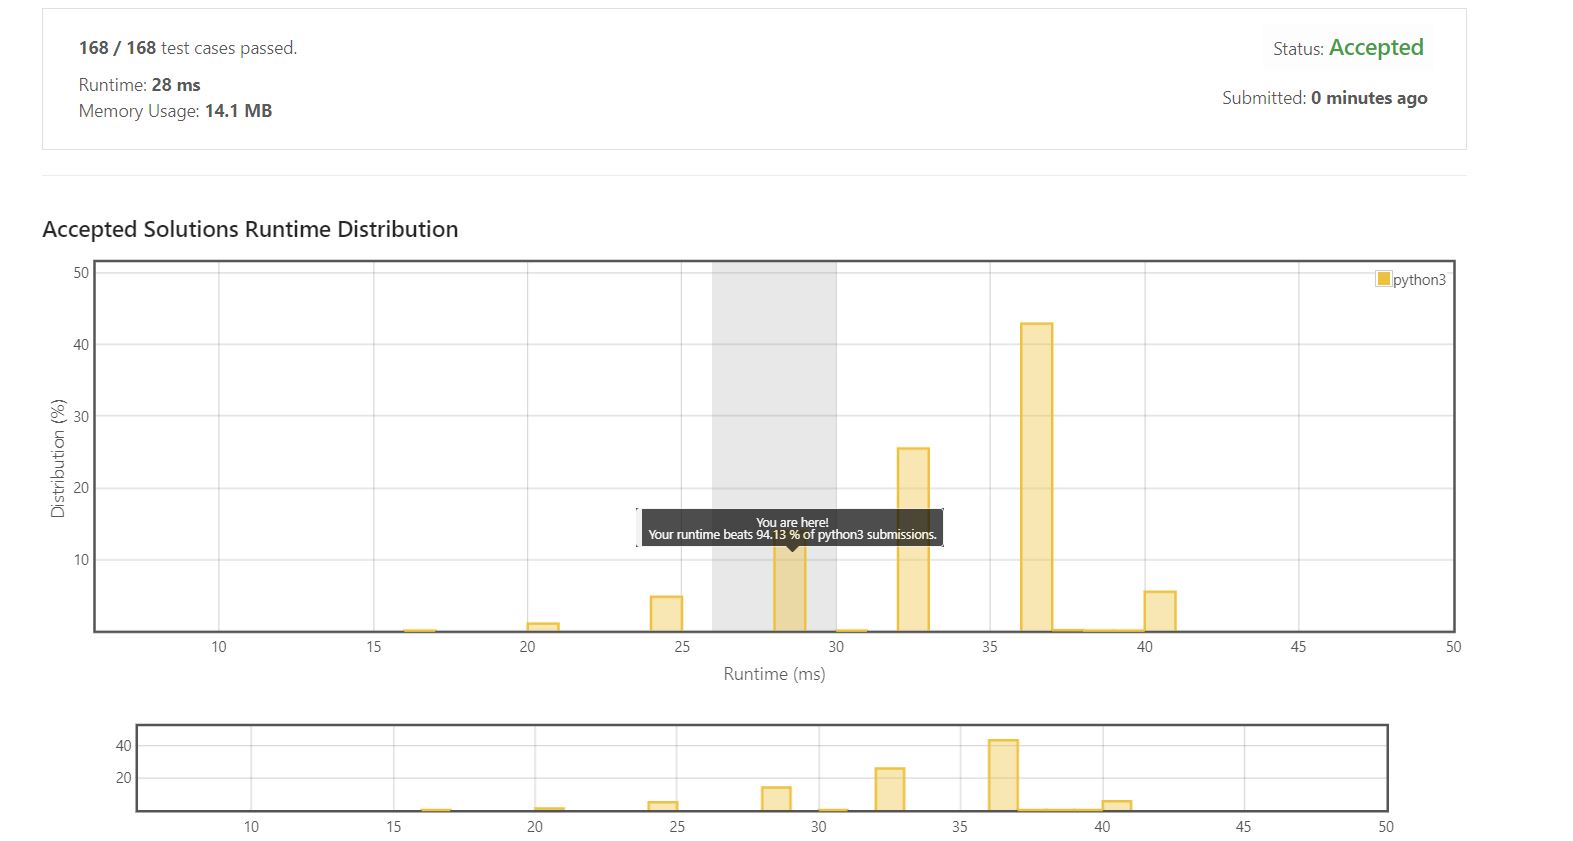 168 / 168 test cases passed.
Status: Accepted
Runtime: 28 ms
Submitted: 0 minutes ago
Memory Usage: 14.1 MB
Accepted Solutions Runtime Distribution
50
python3
40
30
20
10
Distribution (%)
You are here!
Your runtime beats 94.13 % of python3 submissions.
10 15 20 25 30 35 40 45 50
Runtime (ms)
40
20
10 15 20 25 30 35 40 45 50